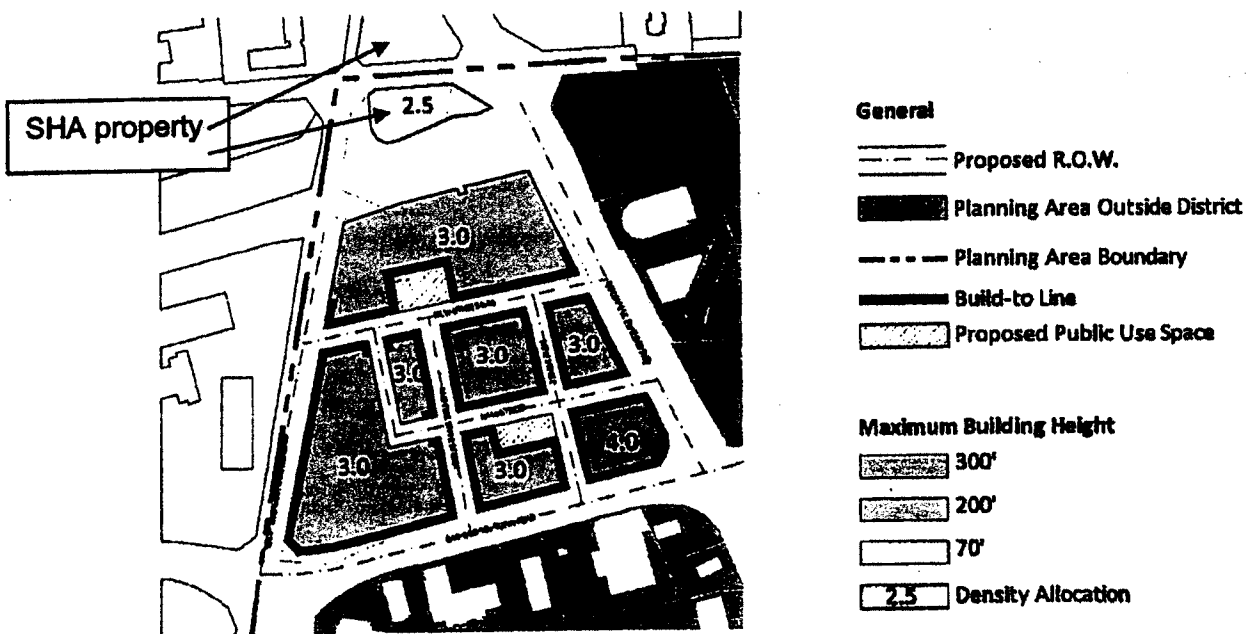 SHA property
2.5
3.0
3.0
3.0
3.0
3.0
3.0
4.0
General
Proposed R.O.W.
Planning Area Outside District
Planning Area Boundary
Build-to Line
Proposed Public Use Space
Maximum Building Height
300'
200'
70'
2.5 Density Allocation